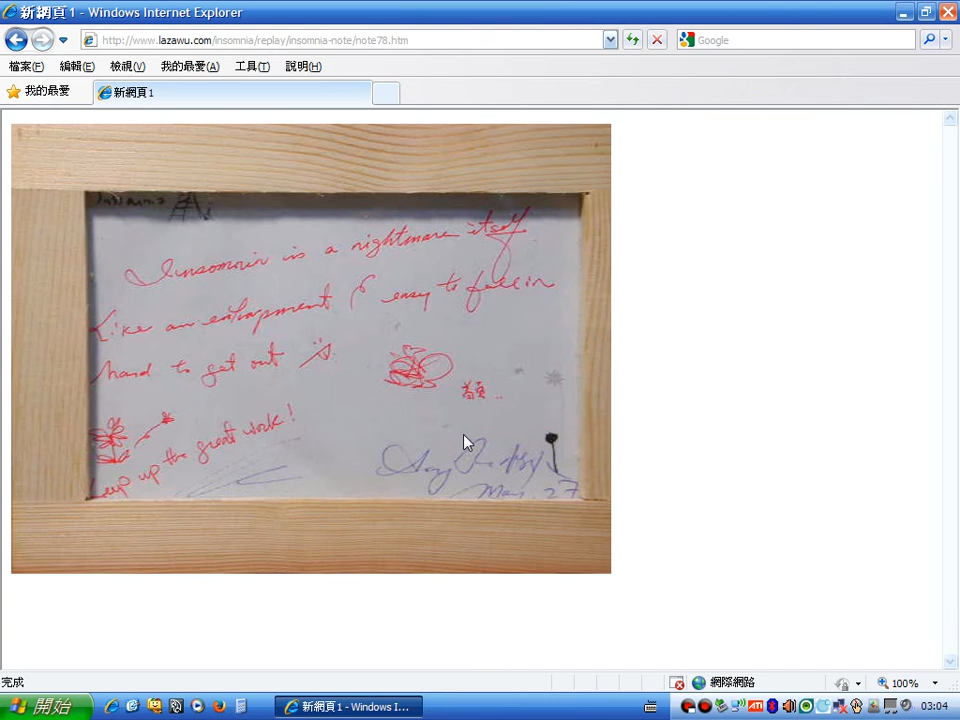 新網頁1 - Windows Internet Explorer
http://www.lazawu.com/insomnia/replay/insomnia-note/note78.htm
Google
檔案(F) 編輯(E) 檢視(V) 我的最愛(A) 工具(T) 說明(H)
我的最愛
新網頁1
Insomnia is a nightmare itself
Like an entrapment easy to fall in
hard to get out
keep up the great work!
Mar. 27
完成
網際網路
100%
開始
新網頁1 - Windows I...
ATI
03:04